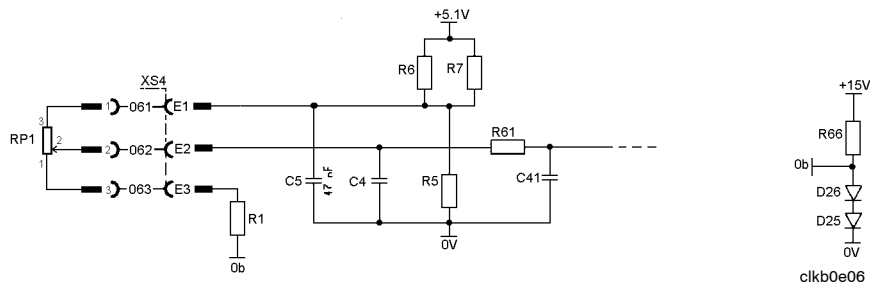 +5.1V
XS4
R6
R7
+15V
3
1
061
E1
RP1
2
2
062
E2
R61
R66
1
3
063
E3
C5
47 nF
C4
R5
C41
0b
R1
D26
D25
0b
0V
0V
clkb0e06